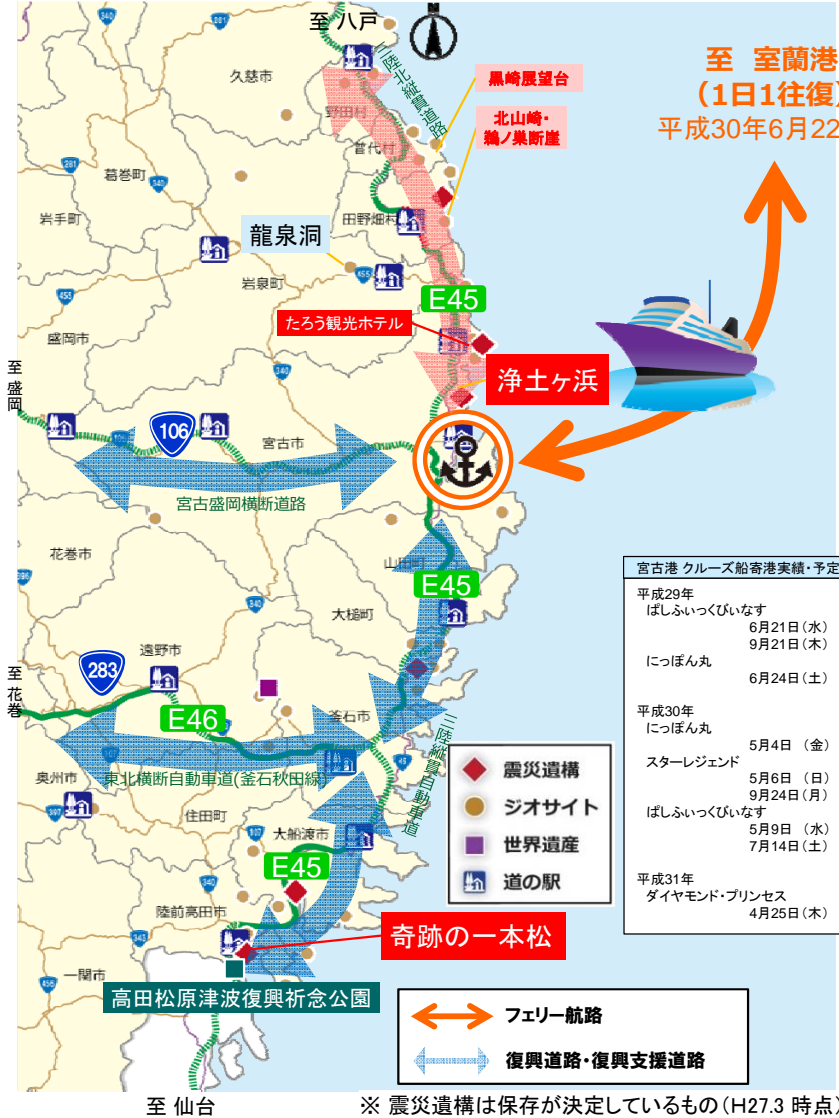 至 八戸
三陸北縦貫道路
久慈市
野田村
黒崎展望台
北山崎・
鵜ノ巣断崖
至 室蘭港
(1日1往復)
平成30年6月22
281
340
普代村
281
葛巻町
340
岩手町
田野畑村
龍泉洞
455
岩泉町
E45
455
たろう観光ホテル
盛岡市
340
浄土ヶ浜
至 盛岡
106
宮古市
宮古盛岡横断道路
花巻市
山田町
E45
大槌町
340
遠野市
283
至 花巻
E46
釜石市
三陸縦貫自動車道
45
東北横断自動車道(釜石秋田線)
奥州市
397
住田町
107
大船渡市
E45
340
陸前高田市
343
奇跡の一本松
一関市
456
高田松原津波復興祈念公園
宮古港 クルーズ船寄港実績・予定
平成29年
ぱしふぃっくびぃなす
6月21日(水)
9月21日(木)
にっぽん丸
6月24日(土)
平成30年
にっぽん丸
5月4日 (金)
スターレジェンド
5月6日 (日)
9月24日(月)
ぱしふぃっくびぃなす
5月9日 (水)
7月14日(土)
平成31年
ダイヤモンド・プリンセス
4月25日(木)
震災遺構
ジオサイト
世界遺産
道の駅
フェリー航路
復興道路・復興支援道路
至 仙台
※ 震災遺構は保存が決定しているもの(H27.3 時点)